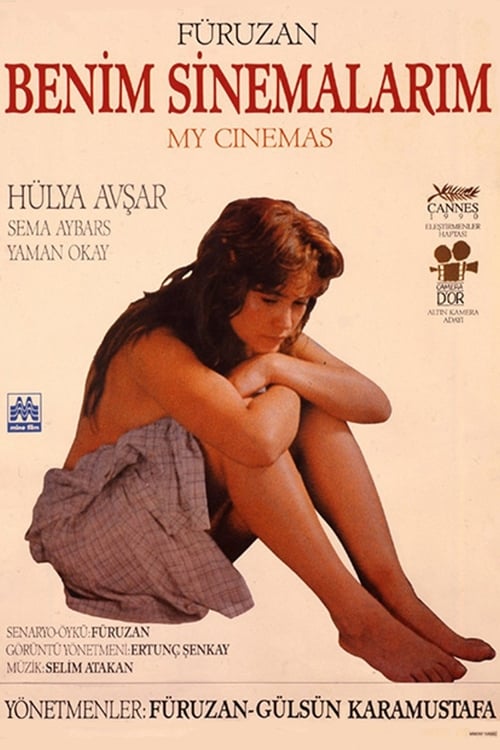 FÜRUZAN
BENİM SİNEMALARIM
MY CINEMAS
HÜLYA AVŞAR
SEMA AYBARS
YAMAN OKAY
CANNES
1990
ELEŞTİRMENLER
HAFTASI
CAMERA
D'OR
ALTIN KAMERA
ADAYI
mine film
SENARYO-ÖYKÜ: FÜRUZAN
GÖRÜNTÜ YÖNETMENİ: ERTUNÇ ŞENKAY
MÜZİK: SELİM ATAKAN
YÖNETMENLER: FÜRUZAN-GÜLSÜN KARAMUSTAFA